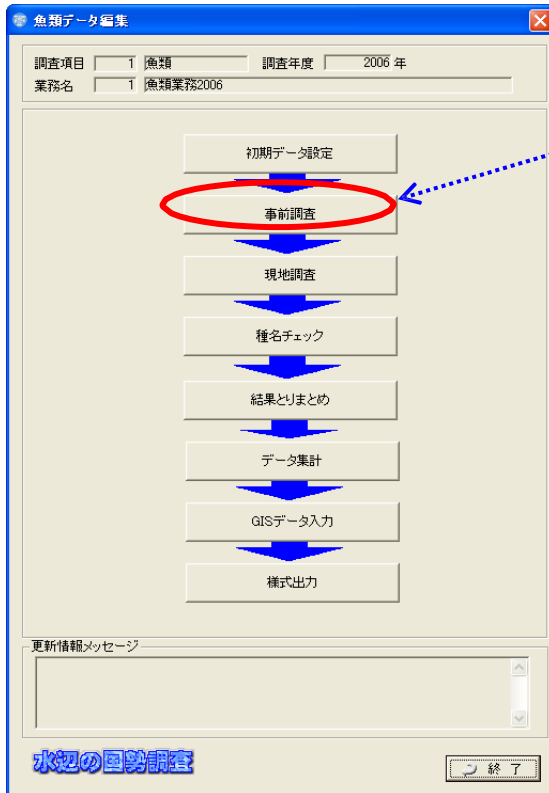 魚類データ編集
調査項目 1 魚類 調査年度 2006 年
業務名 1 魚類業務2006
初期データ設定
事前調査
現地調査
種名チェック
結果とりまとめ
データ集計
GISデータ入力
様式出力
更新情報メッセージ
水辺の国勢調査
終 了